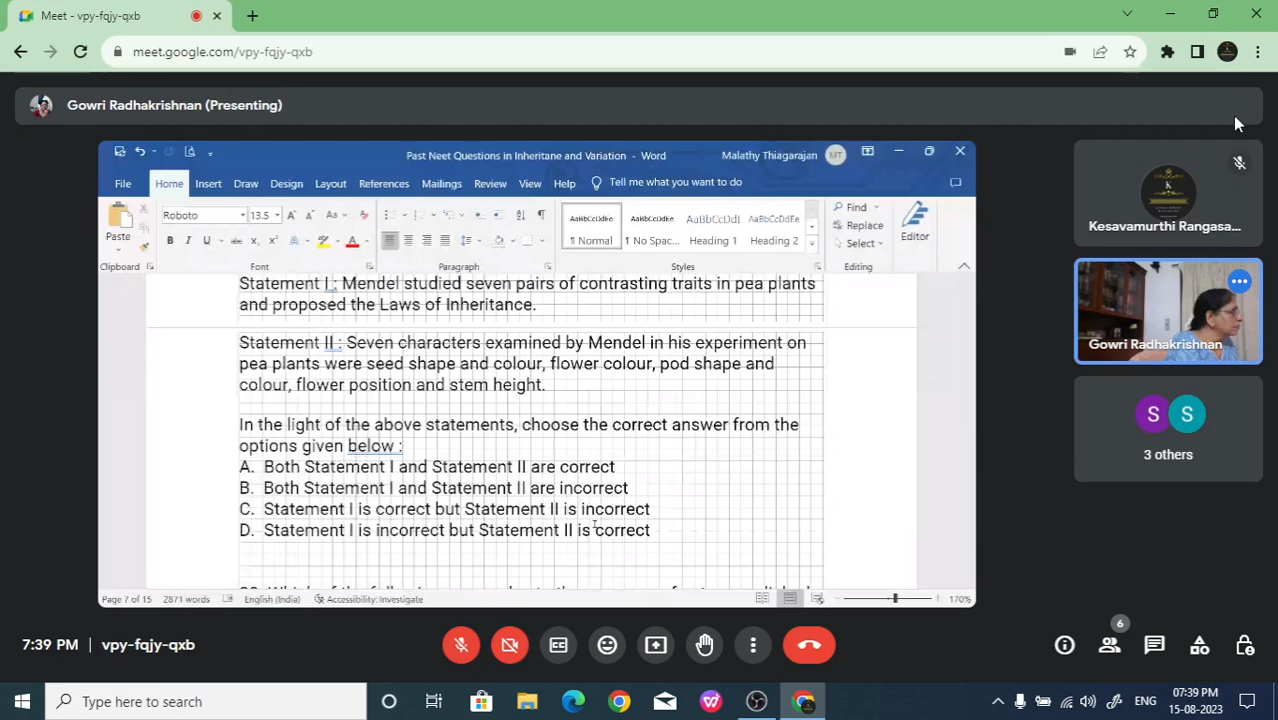 Meet - vpy-fqjy-qxb
meet.google.com/vpy-fqjy-qxb
Gowri Radhakrishnan (Presenting)
Past Neet Questions in Inheritane and Variation - Word
Malathy Thiagarajan
MT
File Home Insert Draw Design Layout References Mailings Review View Help Tell me what you want to do
Paste
Roboto 13.5
Aa
B I U abc
AaBbCcDdEe AaBbCcDdEe AaBbCcDdI AaBbCcDdEe
¶ Normal ¶ No Spac... Heading 1 Heading 2
Find
Replace
Select
Editor
Clipboard Font Paragraph Styles Editing
Statement I : Mendel studied seven pairs of contrasting traits in pea plants
and proposed the Laws of Inheritance.
Statement II : Seven characters examined by Mendel in his experiment on
pea plants were seed shape and colour, flower colour, pod shape and
colour, flower position and stem height.
In the light of the above statements, choose the correct answer from the
options given below :
A. Both Statement I and Statement II are correct
B. Both Statement I and Statement II are incorrect
C. Statement I is correct but Statement II is incorrect
D. Statement I is incorrect but Statement II is correct
Page 7 of 15 2871 words English (India) Accessibility: Investigate 170%
K
Kesavamurthi Rangasa...
Gowri Radhakrishnan
S S
3 others
7:39 PM | vpy-fqjy-qxb
6
Type here to search
ENG
07:39 PM
15-08-2023